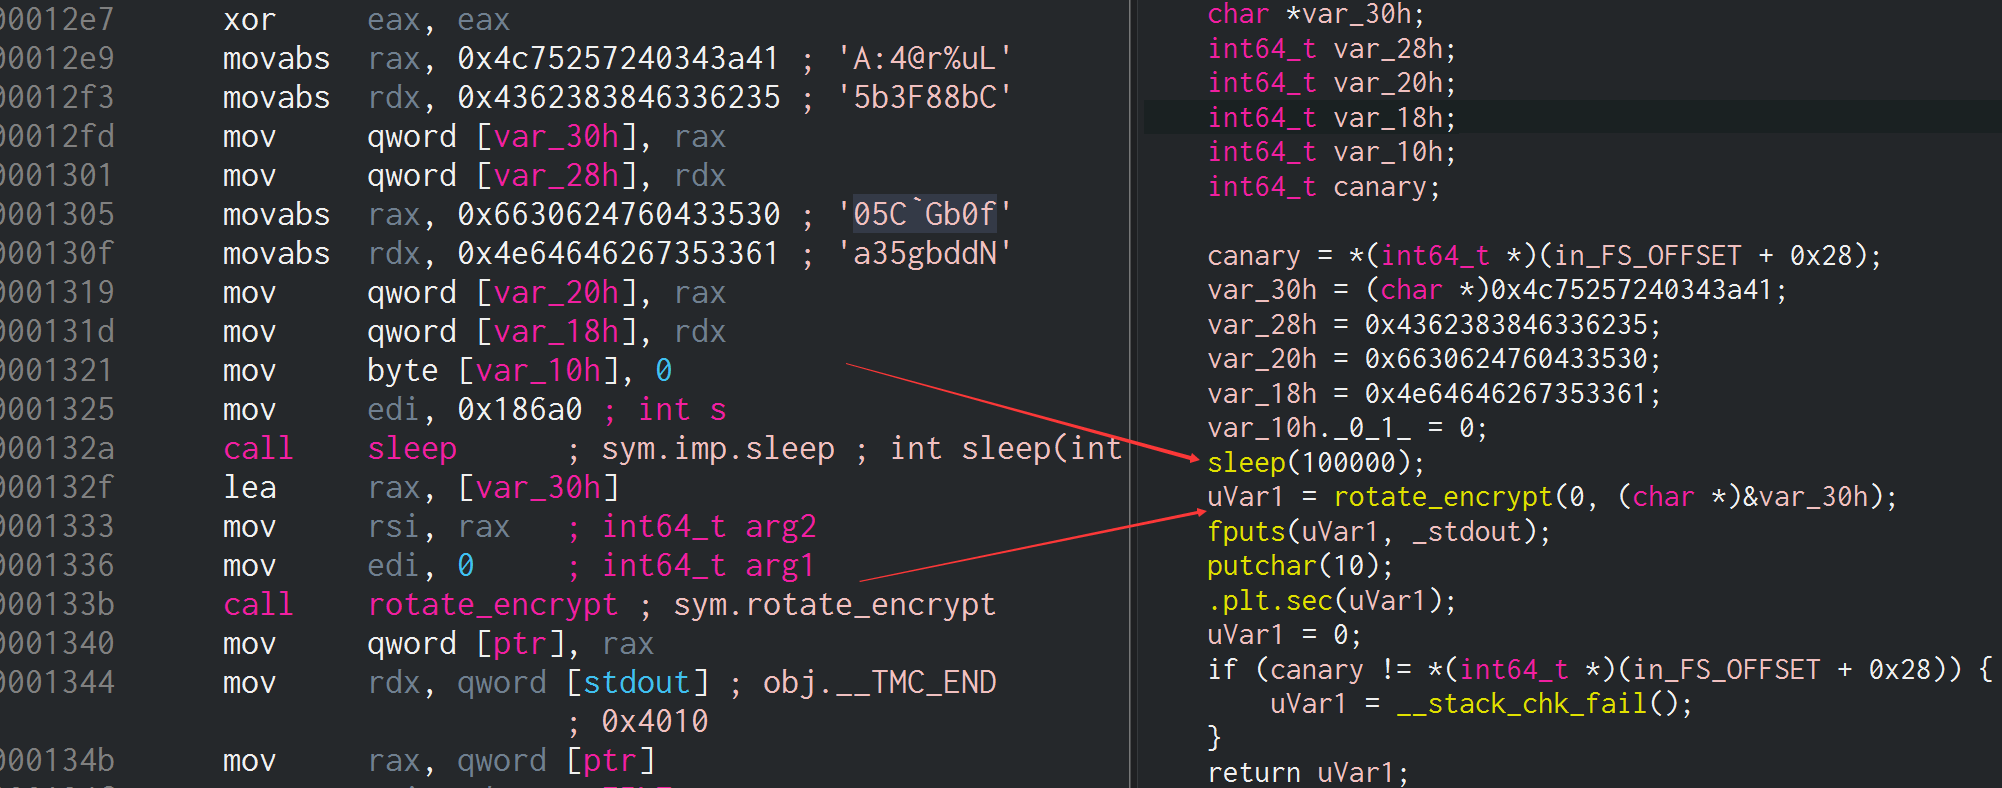 00012e7 xor eax, eax
00012e9 movabs rax, 0x4c75257240343a41 ; 'A:4@r%uL'
00012f3 movabs rdx, 0x4362383846336235 ; '5b3F88bC'
00012fd mov qword [var_30h], rax
0001301 mov qword [var_28h], rdx
0001305 movabs rax, 0x6630624760433530 ; '05C`Gb0f'
000130f movabs rdx, 0x4e64646267353361 ; 'a35gbddN'
0001319 mov qword [var_20h], rax
000131d mov qword [var_18h], rdx
0001321 mov byte [var_10h], 0
0001325 mov edi, 0x186a0 ; int s
000132a call sleep ; sym.imp.sleep ; int sleep(int
000132f lea rax, [var_30h]
0001333 mov rsi, rax ; int64_t arg2
0001336 mov edi, 0 ; int64_t arg1
000133b call rotate_encrypt ; sym.rotate_encrypt
0001340 mov qword [ptr], rax
0001344 mov rdx, qword [stdout] ; obj.__TMC_END
; 0x4010
000134b mov rax, qword [ptr]
char *var_30h;
int64_t var_28h;
int64_t var_20h;
int64_t var_18h;
int64_t var_10h;
int64_t canary;
canary = *(int64_t *)(in_FS_OFFSET + 0x28);
var_30h = (char *)0x4c75257240343a41;
var_28h = 0x4362383846336235;
var_20h = 0x6630624760433530;
var_18h = 0x4e64646267353361;
var_10h._0_1_ = 0;
sleep(100000);
uVar1 = rotate_encrypt(0, (char *)&var_30h);
fputs(uVar1, _stdout);
putchar(10);
.plt.sec(uVar1);
uVar1 = 0;
if (canary != *(int64_t *)(in_FS_OFFSET + 0x28)) {
uVar1 = __stack_chk_fail();
}
return uVar1;